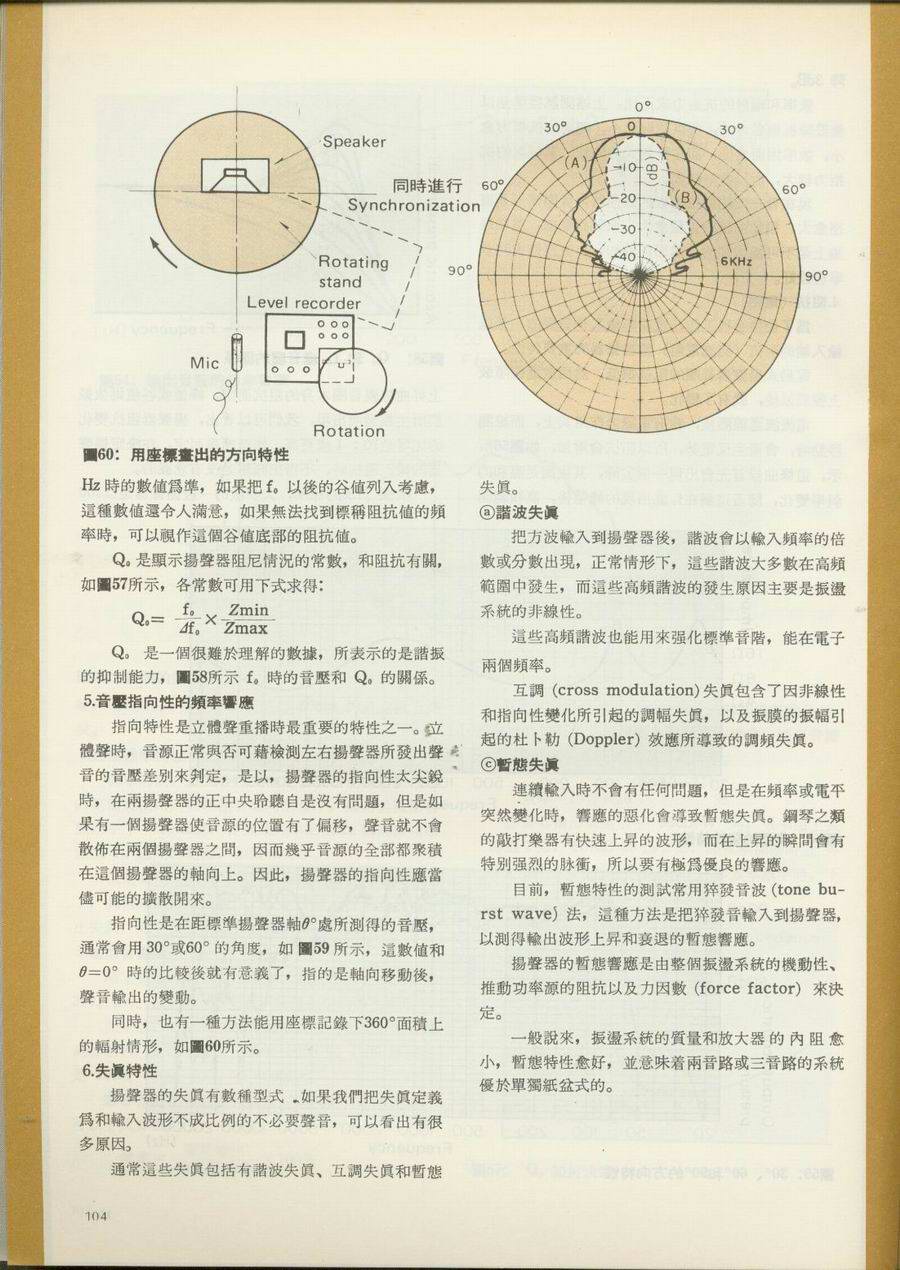 Speaker
同時進行
Synchronization
Rotating
stand
Level recorder
Mic
Rotation
0°
30°
30°
60°
60°
90°
90°
0
-10
-20
-30
-40
(dB)
(A)
(B)
6KHz
圖60：用座標畫出的方向特性
Hz 時的數值爲準，如果把 f₀ 以後的谷值列入考慮，
這種數值還令人滿意，如果無法找到標稱阻抗値的頻
率時，可以視作這個谷值底部的阻抗值。
Q₀ 是顯示揚聲器阻尼情況的常數，和阻抗有關，
如圖57所示，各常數可用下式求得：
Q₀= f₀/Δf₀ × Zmin/Zmax
Q₀ 是一個很難於理解的數據，所表示的是諧振
的抑制能力，圖58所示 f₀ 時的音壓和 Q₀ 的關係。
5.音壓指向性的頻率響應
指向特性是立體聲重播時最重要的特性之一。立
體聲時，音源正常與否可藉檢測左右揚聲器所發出聲
音的音壓差別來判定，是以，揚聲器的指向性太尖銳
時，在兩揚聲器的正中央聆聽自是沒有問題，但是如
果有一個揚聲器使音源的位置有了偏移，聲音就不會
散佈在兩個揚聲器之間，因而幾乎音源的全部都聚積
在這個揚聲器的軸向上。因此，揚聲器的指向性應當
儘可能的擴散開來。
指向性是在距標準揚聲器軸θ°處所測得的音壓，
通常會用 30°或60° 的角度，如 圖59 所示，這數値和
θ=0° 時的比較後就有意義了，指的是軸向移動後，
聲音輸出的變動。
同時，也有一種方法能用座標記錄下360°面積上
的輻射情形，如圖60所示。
6.失眞特性
揚聲器的失眞有數種型式，如果我們把失眞定義
爲和輸入波形不成比例的不必要聲音，可以看出有很
多原因。
通常這些失眞包括有諧波失眞、互調失眞和暫態
失眞。
ⓐ諧波失眞
把方波輸入到揚聲器後，諧波會以輸入頻率的倍
數或分數出現，正常情形下，這些諧波大多數在高頻
範圍中發生，而這些高頻諧波的發生原因主要是振盪
系統的非線性。
這些高頻諧波也能用來强化標準音階，能在電子
兩個頻率。
互調 (cross modulation)失眞包含了因非線性
和指向性變化所引起的調幅失眞，以及振膜的振幅引
起的杜卜勒 (Doppler) 效應所導致的調頻失眞。
ⓒ暫態失眞
連續輸入時不會有任何問題，但是在頻率或電平
突然變化時，響應的惡化會導致暫態失眞。鋼琴之類
的敲打樂器有快速上昇的波形，而在上昇的瞬間會有
特別强烈的脉衝，所以要有極爲優良的響應。
目前，暫態特性的測試常用猝發音波 (tone bu-
rst wave) 法，這種方法是把猝發音輸入到揚聲器，
以測得輸出波形上昇和衰退的暫態響應。
揚聲器的暫態響應是由整個振盪系統的機動性、
推動功率源的阻抗以及力因數 (force factor) 來決
定。
一般說來，振盪系統的質量和放大器的內阻愈
小，暫態特性愈好，並意味着兩音路或三音路的系統
優於單獨紙盆式的。
104